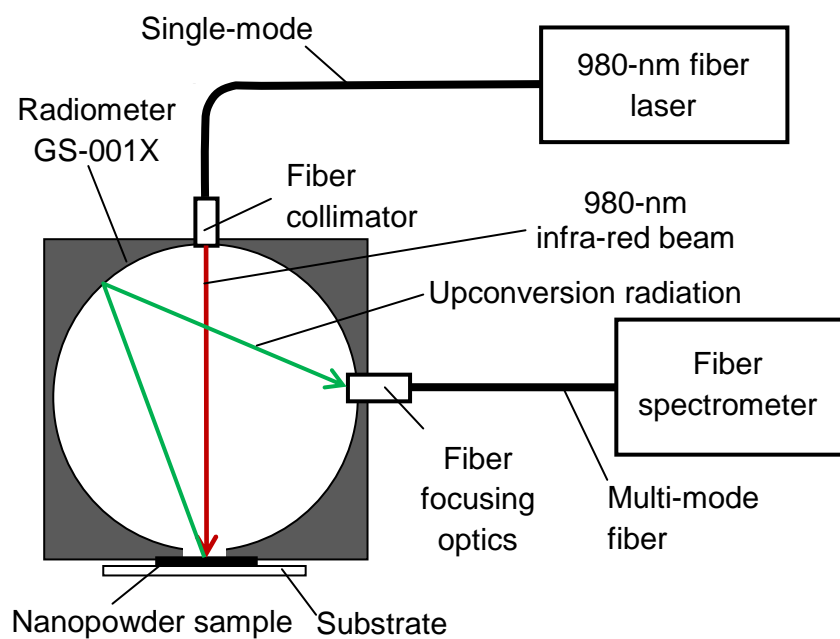 Single-mode
980-nm fiber
laser
Radiometer
GS-001X
Fiber
collimator
980-nm
infra-red beam
Upconversion radiation
Fiber
spectrometer
Fiber
focusing
optics
Multi-mode
fiber
Nanopowder sample
Substrate